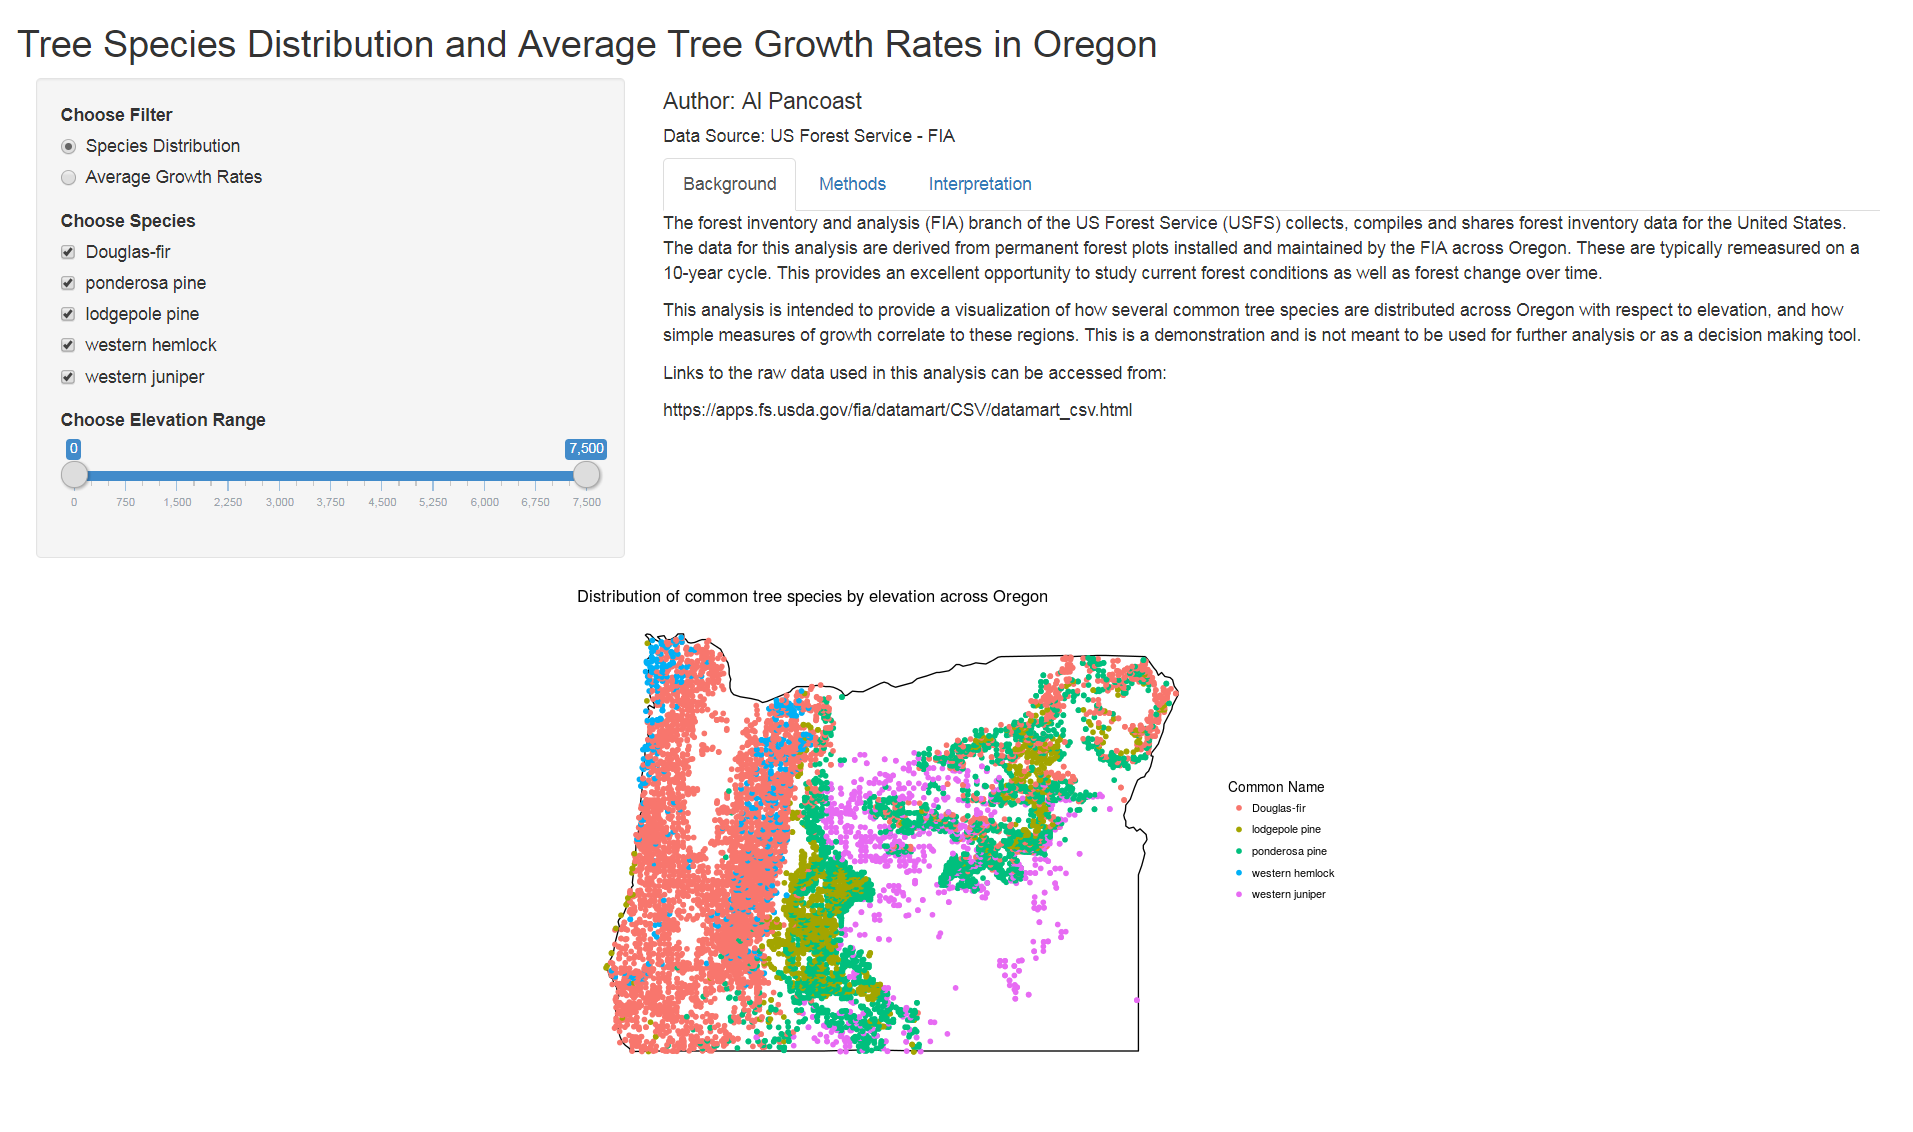 Tree Species Distribution and Average Tree Growth Rates in Oregon
Choose Filter
Species Distribution
Average Growth Rates
Choose Species
Douglas-fir
ponderosa pine
lodgepole pine
western hemlock
western juniper
Choose Elevation Range
0 7,500
0 750 1,500 2,250 3,000 3,750 4,500 5,250 6,000 6,750 7,500
Author: Al Pancoast
Data Source: US Forest Service - FIA
Background Methods Interpretation
The forest inventory and analysis (FIA) branch of the US Forest Service (USFS) collects, compiles and shares forest inventory data for the United States.
The data for this analysis are derived from permanent forest plots installed and maintained by the FIA across Oregon. These are typically remeasured on a
10-year cycle. This provides an excellent opportunity to study current forest conditions as well as forest change over time.
This analysis is intended to provide a visualization of how several common tree species are distributed across Oregon with respect to elevation, and how
simple measures of growth correlate to these regions. This is a demonstration and is not meant to be used for further analysis or as a decision making tool.
Links to the raw data used in this analysis can be accessed from:
https://apps.fs.usda.gov/fia/datamart/CSV/datamart_csv.html
Distribution of common tree species by elevation across Oregon
Common Name
Douglas-fir
lodgepole pine
ponderosa pine
western hemlock
western juniper